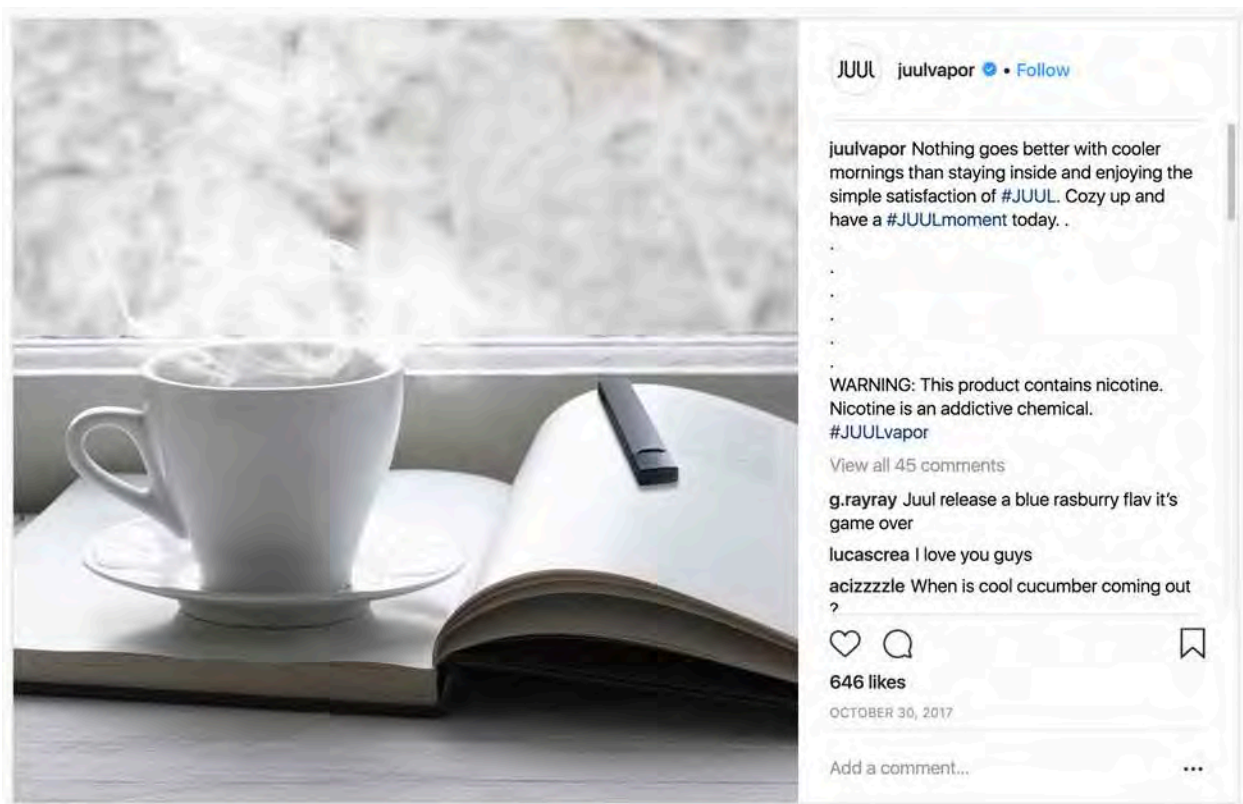 JUUL juulvapor • Follow
juulvapor Nothing goes better with cooler
mornings than staying inside and enjoying the
simple satisfaction of #JUUL. Cozy up and
have a #JUULmoment today. .
.
.
.
.
.
.
WARNING: This product contains nicotine.
Nicotine is an addictive chemical.
#JUULvapor
View all 45 comments
g.rayray Juul release a blue rasburry flav it's
game over
lucascrea I love you guys
acizzzzle When is cool cucumber coming out
?
646 likes
OCTOBER 30, 2017
Add a comment...